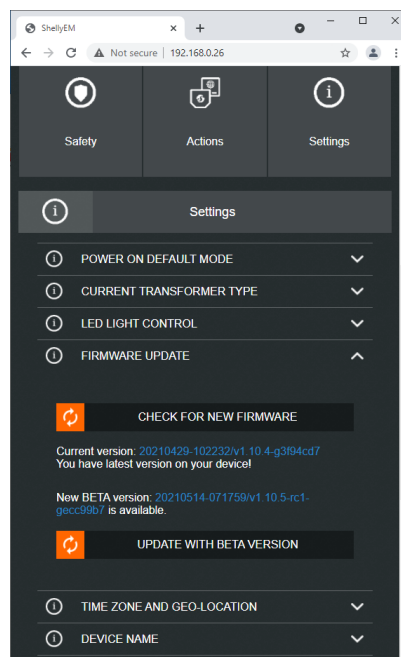 ShellyEM
Not secure | 192.168.0.26
Safety Actions Settings
Settings
POWER ON DEFAULT MODE
CURRENT TRANSFORMER TYPE
LED LIGHT CONTROL
FIRMWARE UPDATE
CHECK FOR NEW FIRMWARE
Current version: 20210429-102232/v1.10.4-g3f94cd7
You have latest version on your device!
New BETA version: 20210514-071759/v1.10.5-rc1-
gecc99b7 is available.
UPDATE WITH BETA VERSION
TIME ZONE AND GEO-LOCATION
DEVICE NAME